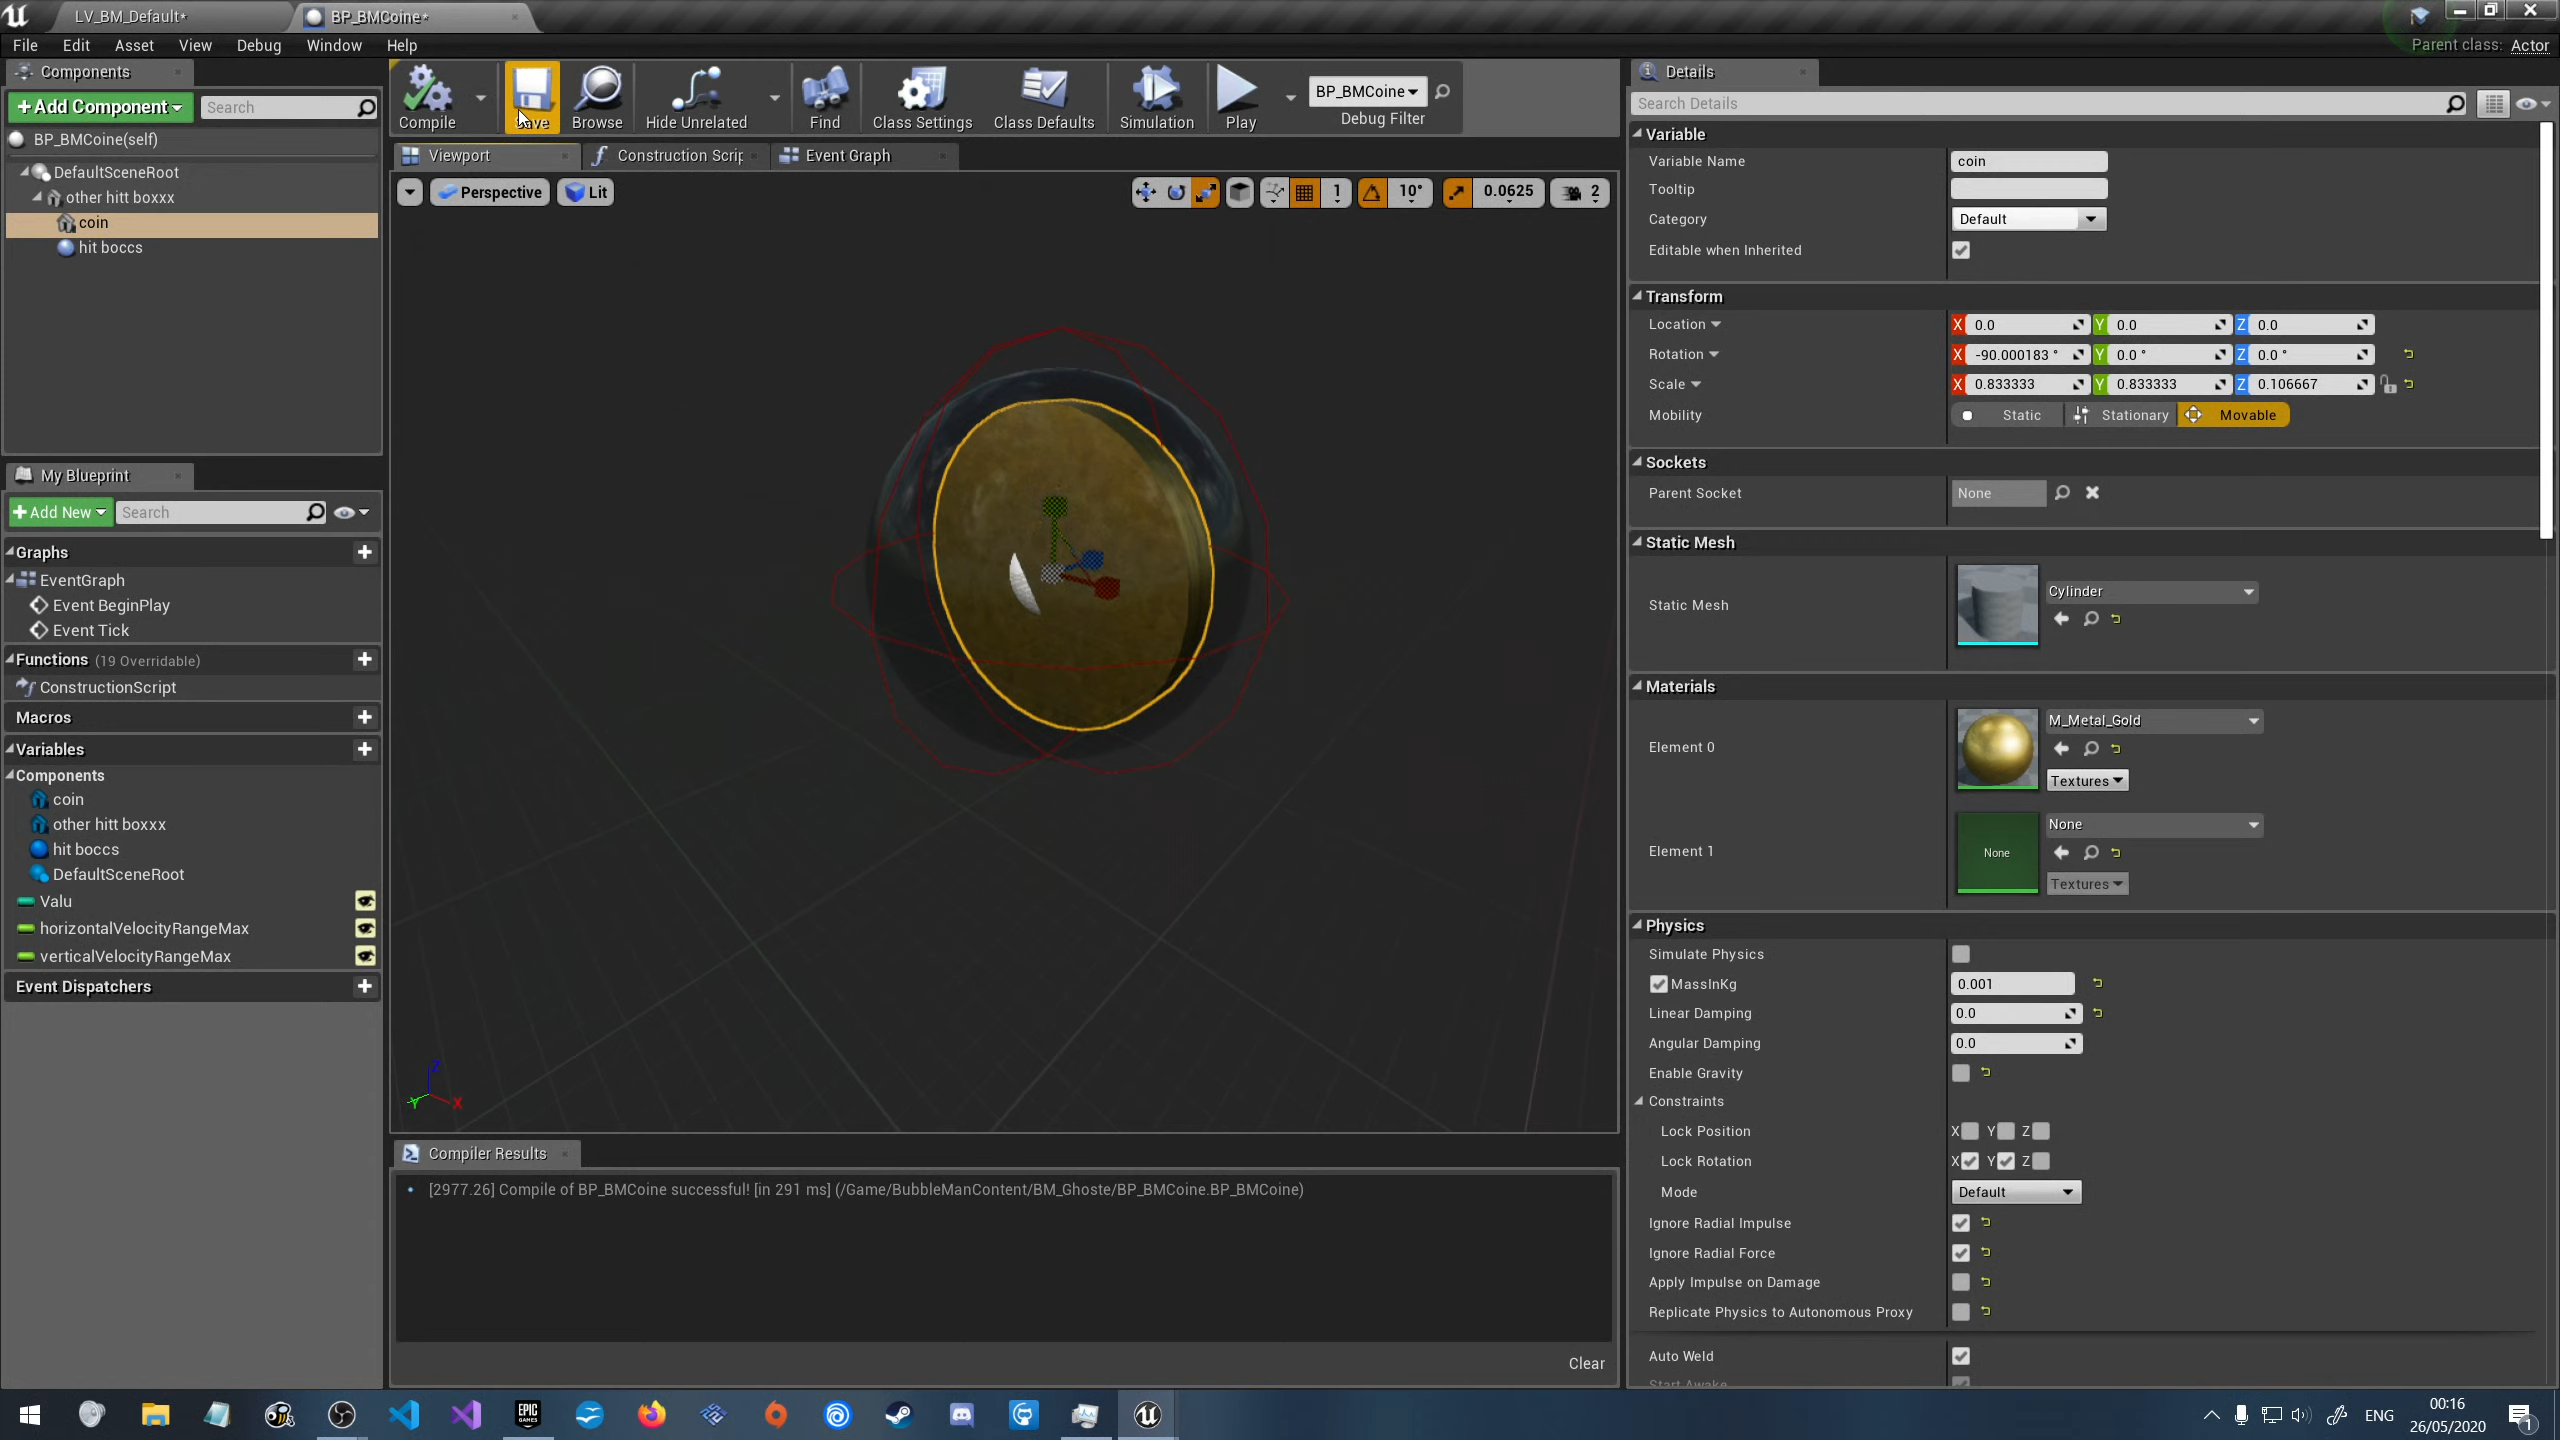 LV_BM_Default*
BP_BMCoine*
File Edit Asset View Debug Window Help
Parent class: Actor
Components
+Add Component
Search
BP_BMCoine(self)
DefaultSceneRoot
other hitt boxxx
coin
hit boccs
Compile
Save
Browse
Hide Unrelated
Find
Class Settings
Class Defaults
Simulation
Play
BP_BMCoine
Debug Filter
Viewport
Construction Scrip
Event Graph
Perspective
Lit
1
10°
0.0625
2
My Blueprint
+Add New
Search
Graphs
EventGraph
Event BeginPlay
Event Tick
Functions (19 Overridable)
ConstructionScript
Macros
Variables
Components
coin
other hitt boxxx
hit boccs
DefaultSceneRoot
Valu
horizontalVelocityRangeMax
verticalVelocityRangeMax
Event Dispatchers
Z
Y
X
Compiler Results
[2977.26] Compile of BP_BMCoine successful! [in 291 ms] (/Game/BubbleManContent/BM_Ghoste/BP_BMCoine.BP_BMCoine)
Clear
Details
Search Details
Variable
Variable Name coin
Tooltip
Category Default
Editable when Inherited
Transform
Location X 0.0 Y 0.0 Z 0.0
Rotation X -90.000183 ° Y 0.0 ° Z 0.0 °
Scale X 0.833333 Y 0.833333 Z 0.106667
Mobility Static Stationary Movable
Sockets
Parent Socket None
Static Mesh
Static Mesh Cylinder
Materials
Element 0 M_Metal_Gold
Textures
Element 1 None None
Textures
Physics
Simulate Physics
MassInKg 0.001
Linear Damping 0.0
Angular Damping 0.0
Enable Gravity
Constraints
Lock Position X Y Z
Lock Rotation X Y Z
Mode Default
Ignore Radial Impulse
Ignore Radial Force
Apply Impulse on Damage
Replicate Physics to Autonomous Proxy
Auto Weld
Start Awake
EPIC GAMES
ENG
00:16
26/05/2020
1